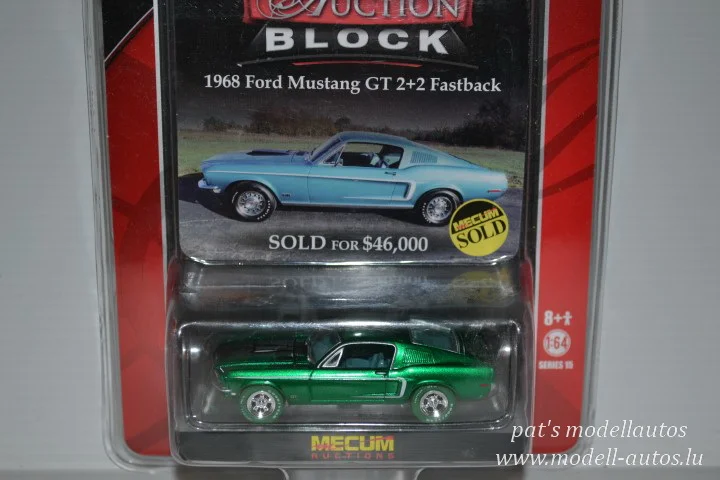 AUCTION
BLOCK
1968 Ford Mustang GT 2+2 Fastback
MECUM
SOLD
SOLD FOR $46,000
8+
1:64
SERIES 15
MECUM
AUCTIONS
pat's modellautos
www.modell-autos.lu